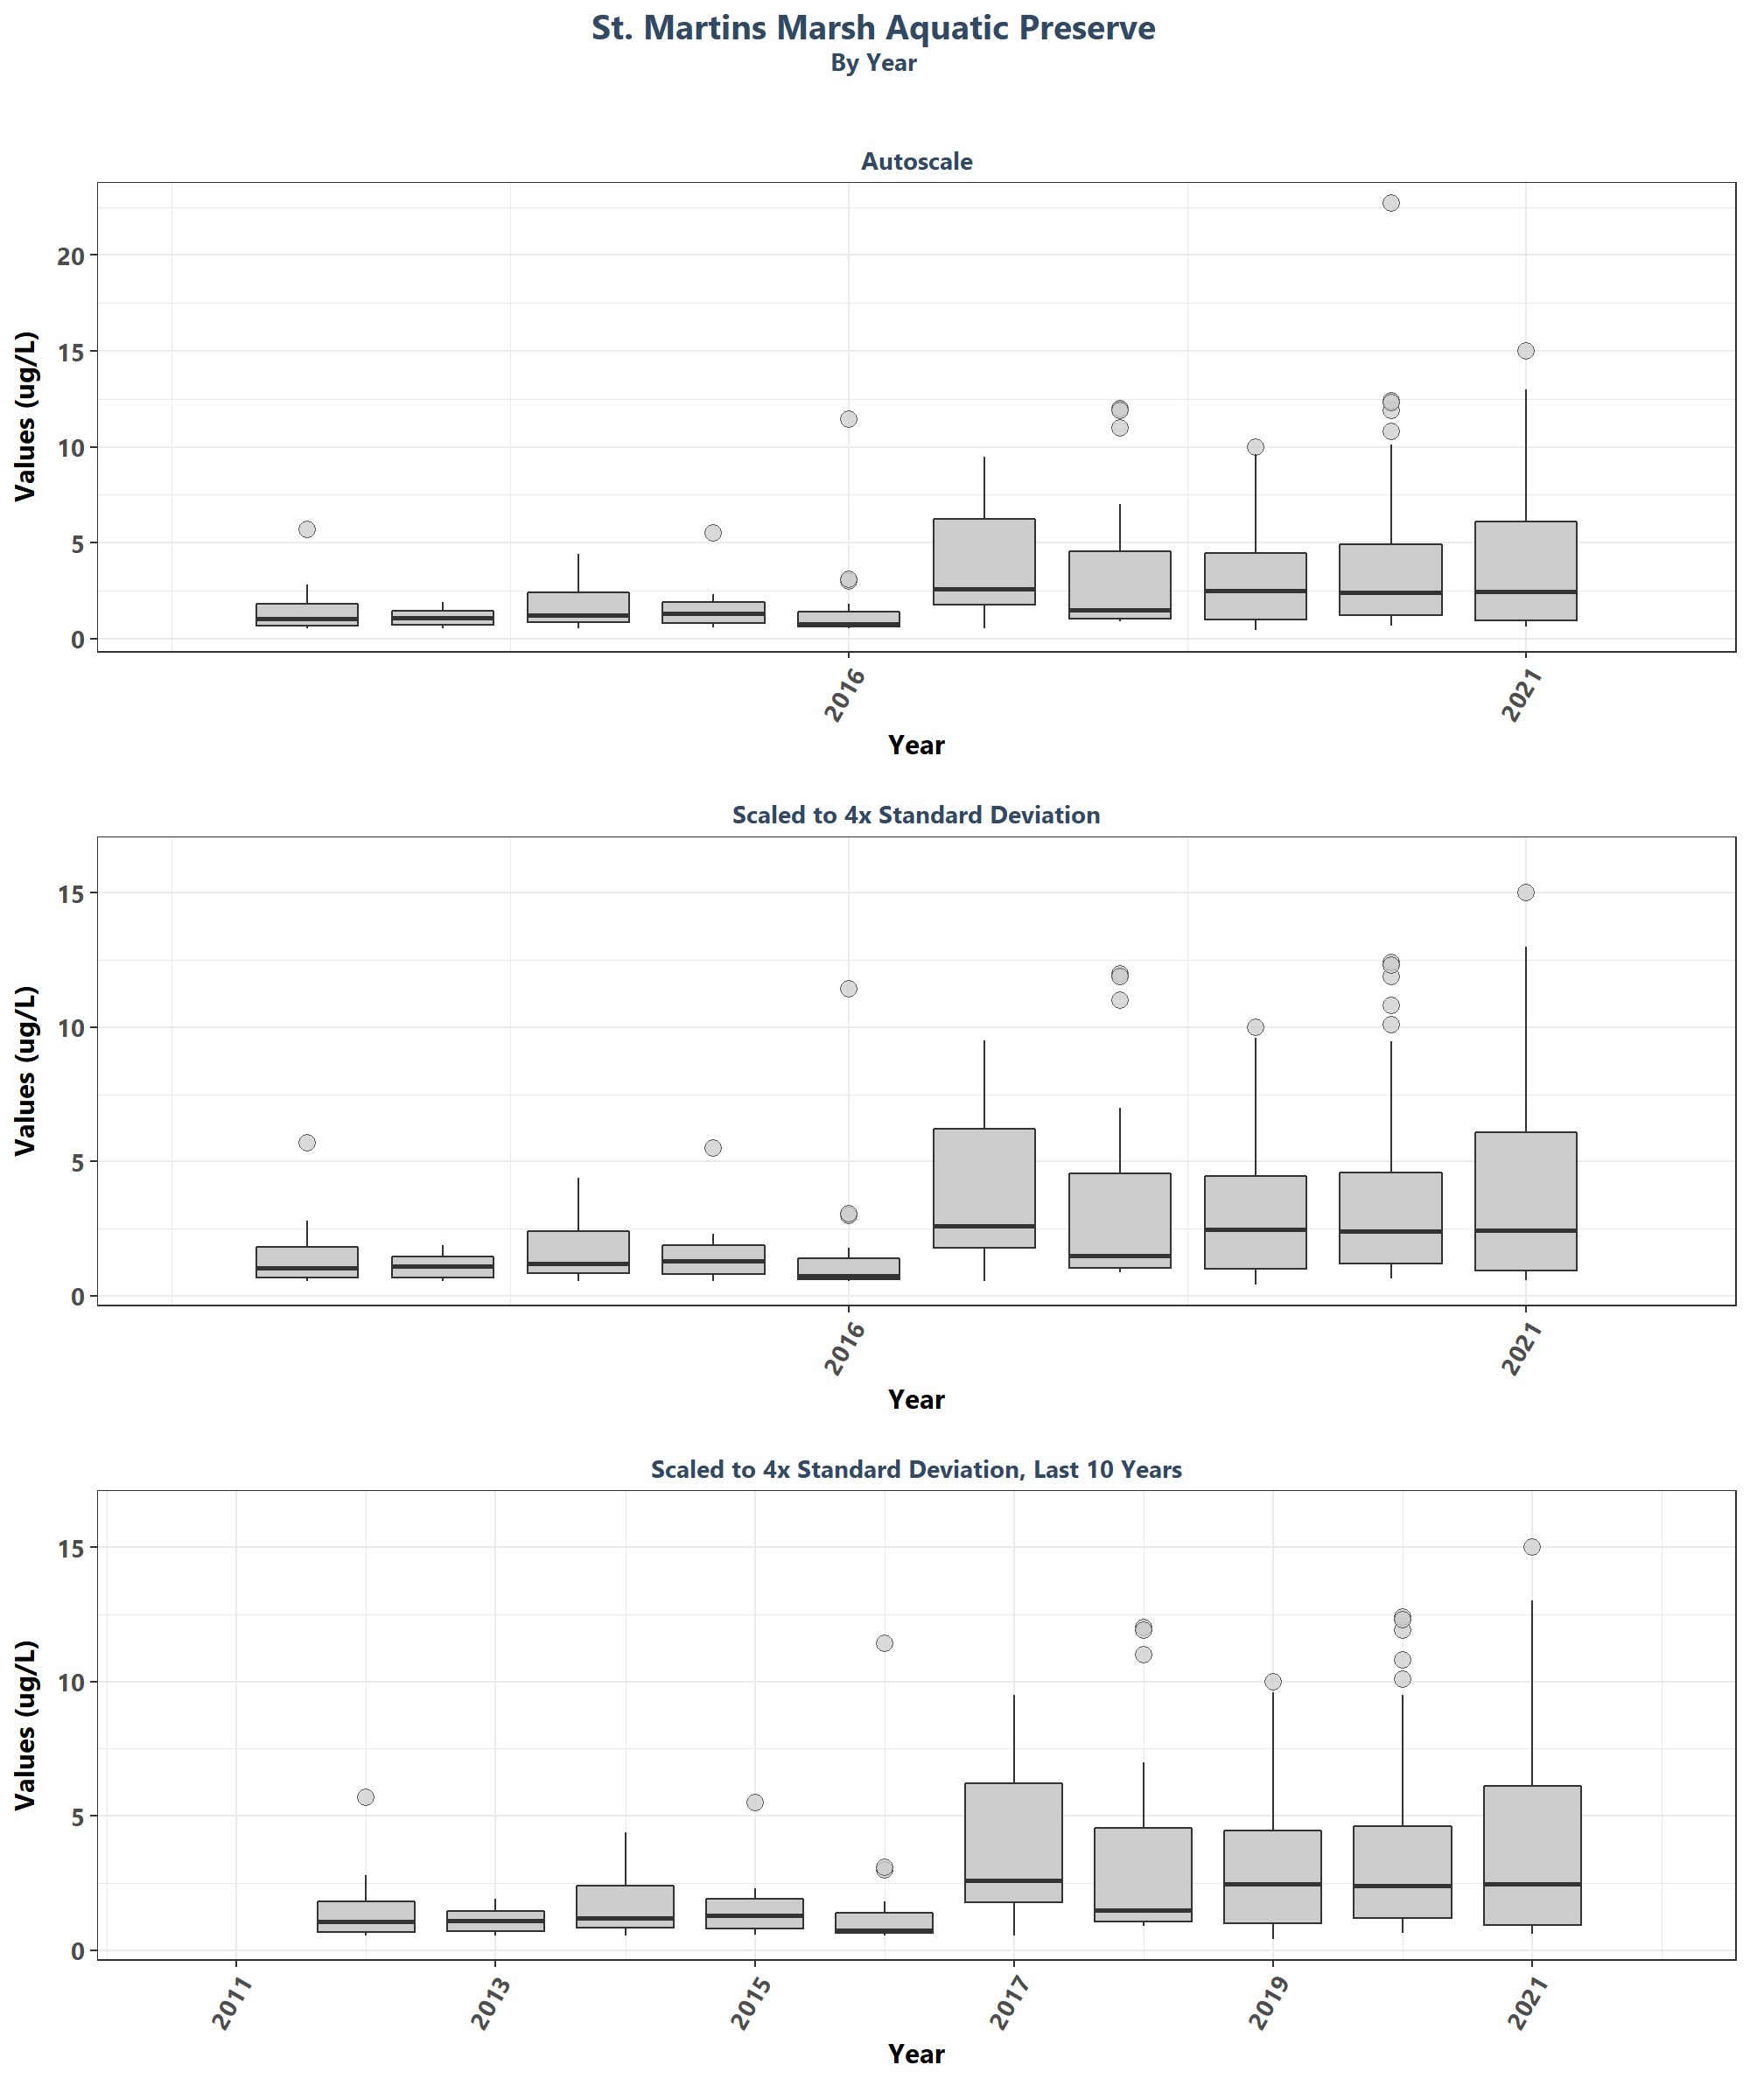 St. Martins Marsh Aquatic Preserve
By Year
Autoscale
Values (ug/L)
20
15
10
5
0
2016
2021
Year
Scaled to 4x Standard Deviation
Values (ug/L)
15
10
5
0
2016
2021
Year
Scaled to 4x Standard Deviation, Last 10 Years
Values (ug/L)
15
10
5
0
2011
2013
2015
2017
2019
2021
Year